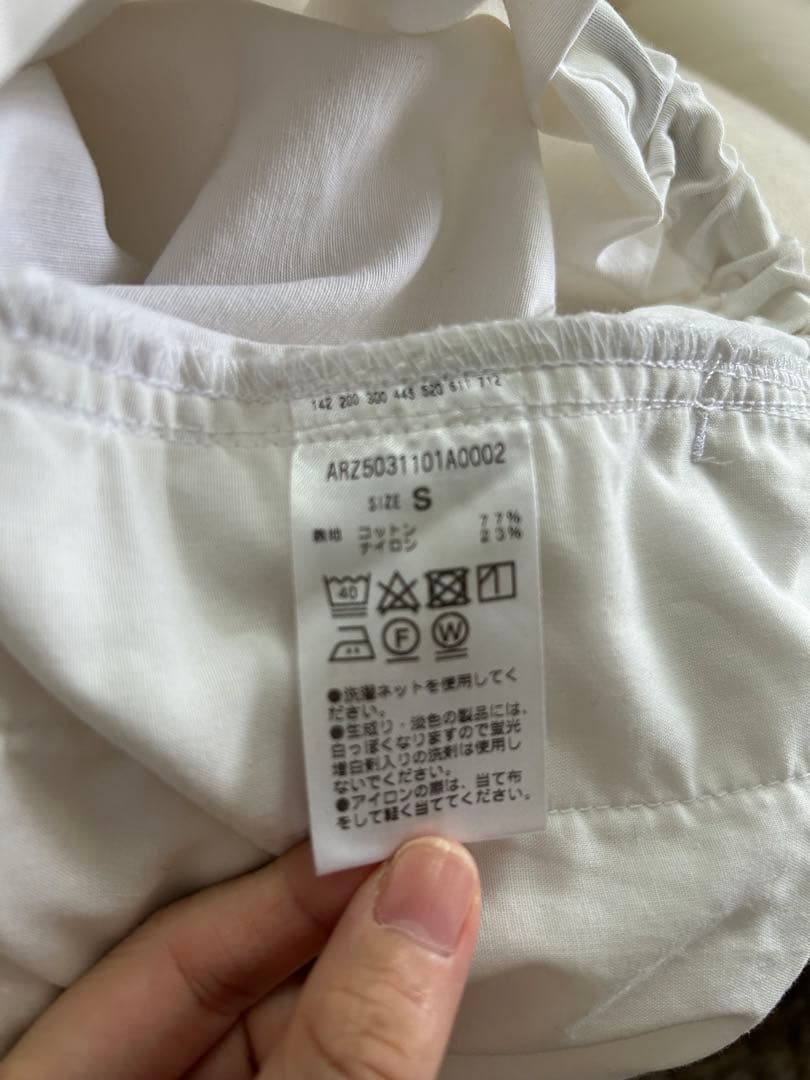 142 200 300 445 520 611 712
ARZ5031101A0002
SIZE S
表地 コットン 77%
ナイロン 23%
40
F W
●洗濯ネットを使用してく
ださい。
●生成り・淡色の製品には、
白っぽくなりますので蛍光
増白剤入りの洗剤は使用し
ないでください。
●アイロンの際は、当て布
をして軽く当ててください。